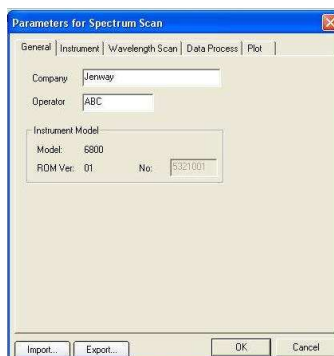 Parameters for Spectrum Scan
General Instrument Wavelength Scan Data Process Plot
Company Jenway
Operator ABC
Instrument Model
Model: 6800
ROM Ver: 01 No: 5321001
Import... Export... OK Cancel